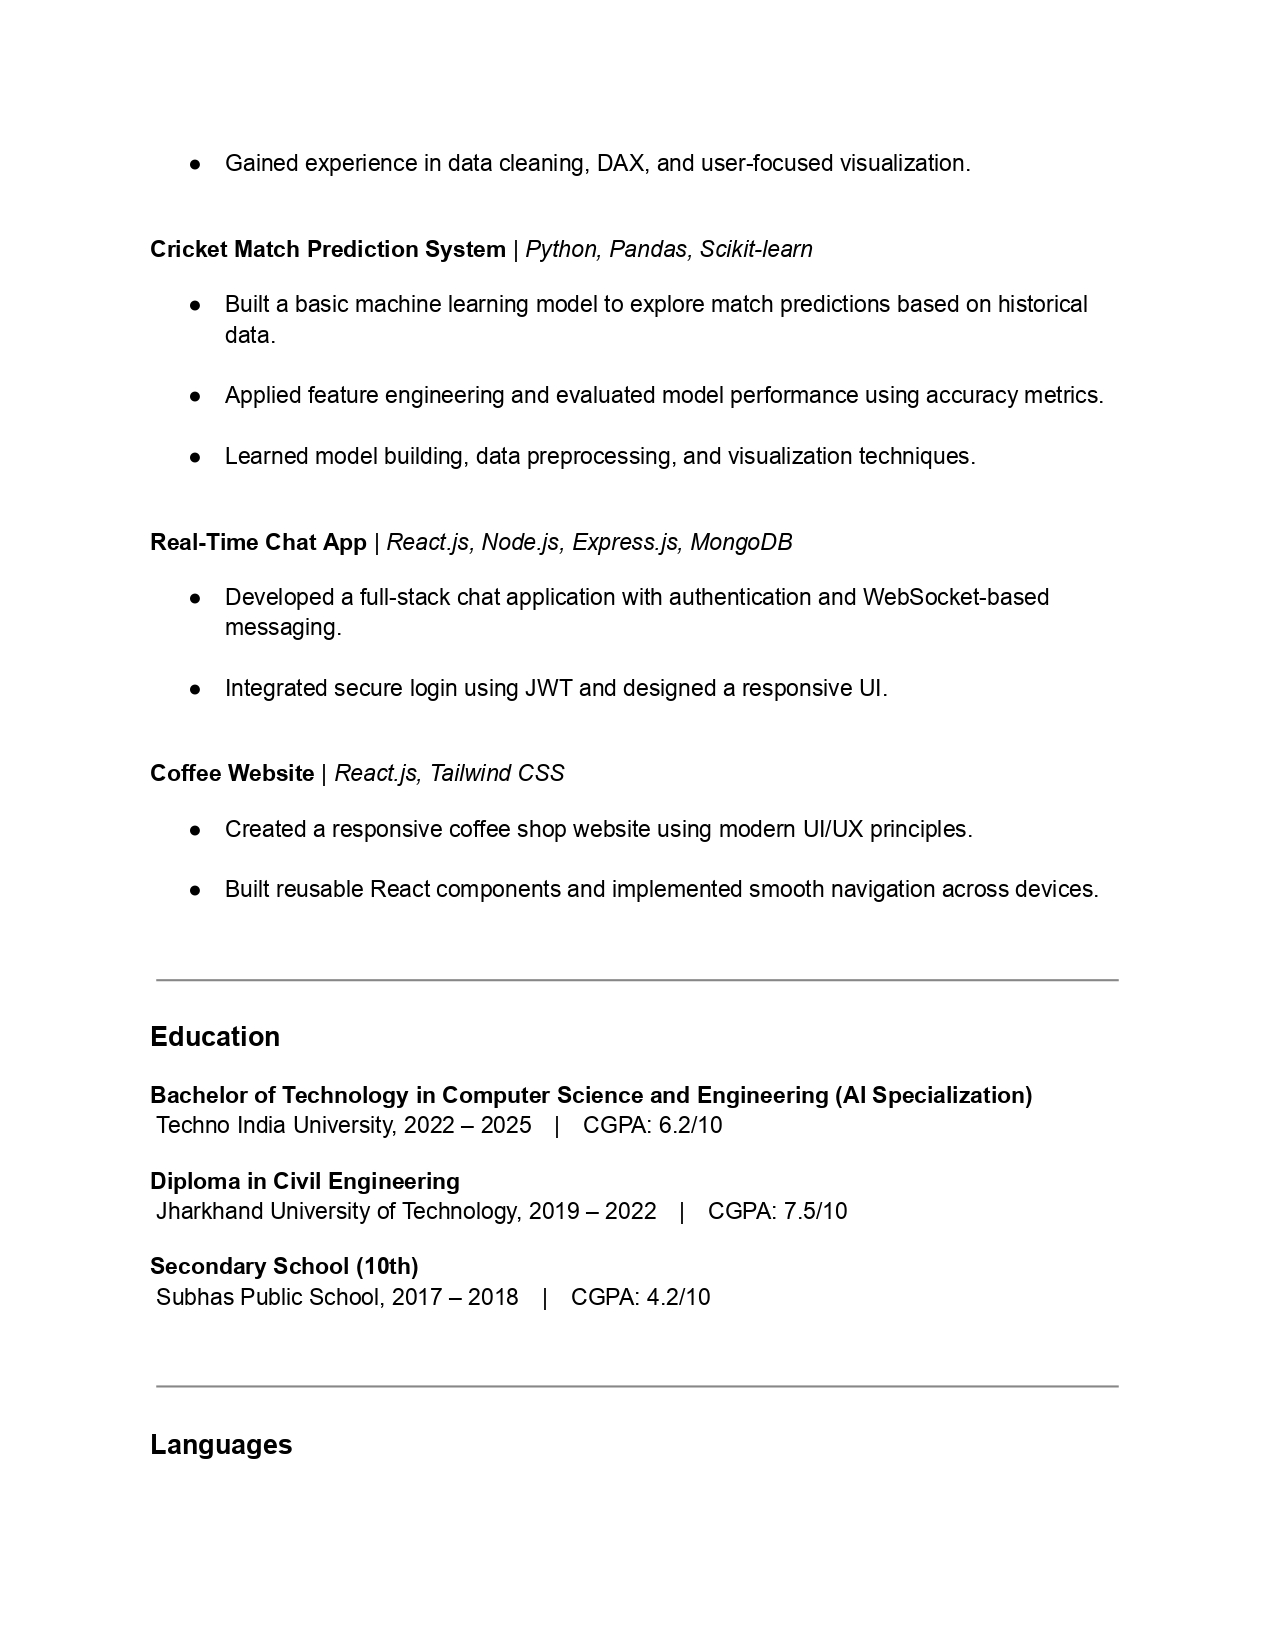 ● Gained experience in data cleaning, DAX, and user-focused visualization.
Cricket Match Prediction System | Python, Pandas, Scikit-learn
● Built a basic machine learning model to explore match predictions based on historical
data.
● Applied feature engineering and evaluated model performance using accuracy metrics.
● Learned model building, data preprocessing, and visualization techniques.
Real-Time Chat App | React.js, Node.js, Express.js, MongoDB
● Developed a full-stack chat application with authentication and WebSocket-based
messaging.
● Integrated secure login using JWT and designed a responsive UI.
Coffee Website | React.js, Tailwind CSS
● Created a responsive coffee shop website using modern UI/UX principles.
● Built reusable React components and implemented smooth navigation across devices.
Education
Bachelor of Technology in Computer Science and Engineering (AI Specialization)
Techno India University, 2022 – 2025 | CGPA: 6.2/10
Diploma in Civil Engineering
Jharkhand University of Technology, 2019 – 2022 | CGPA: 7.5/10
Secondary School (10th)
Subhas Public School, 2017 – 2018 | CGPA: 4.2/10
Languages